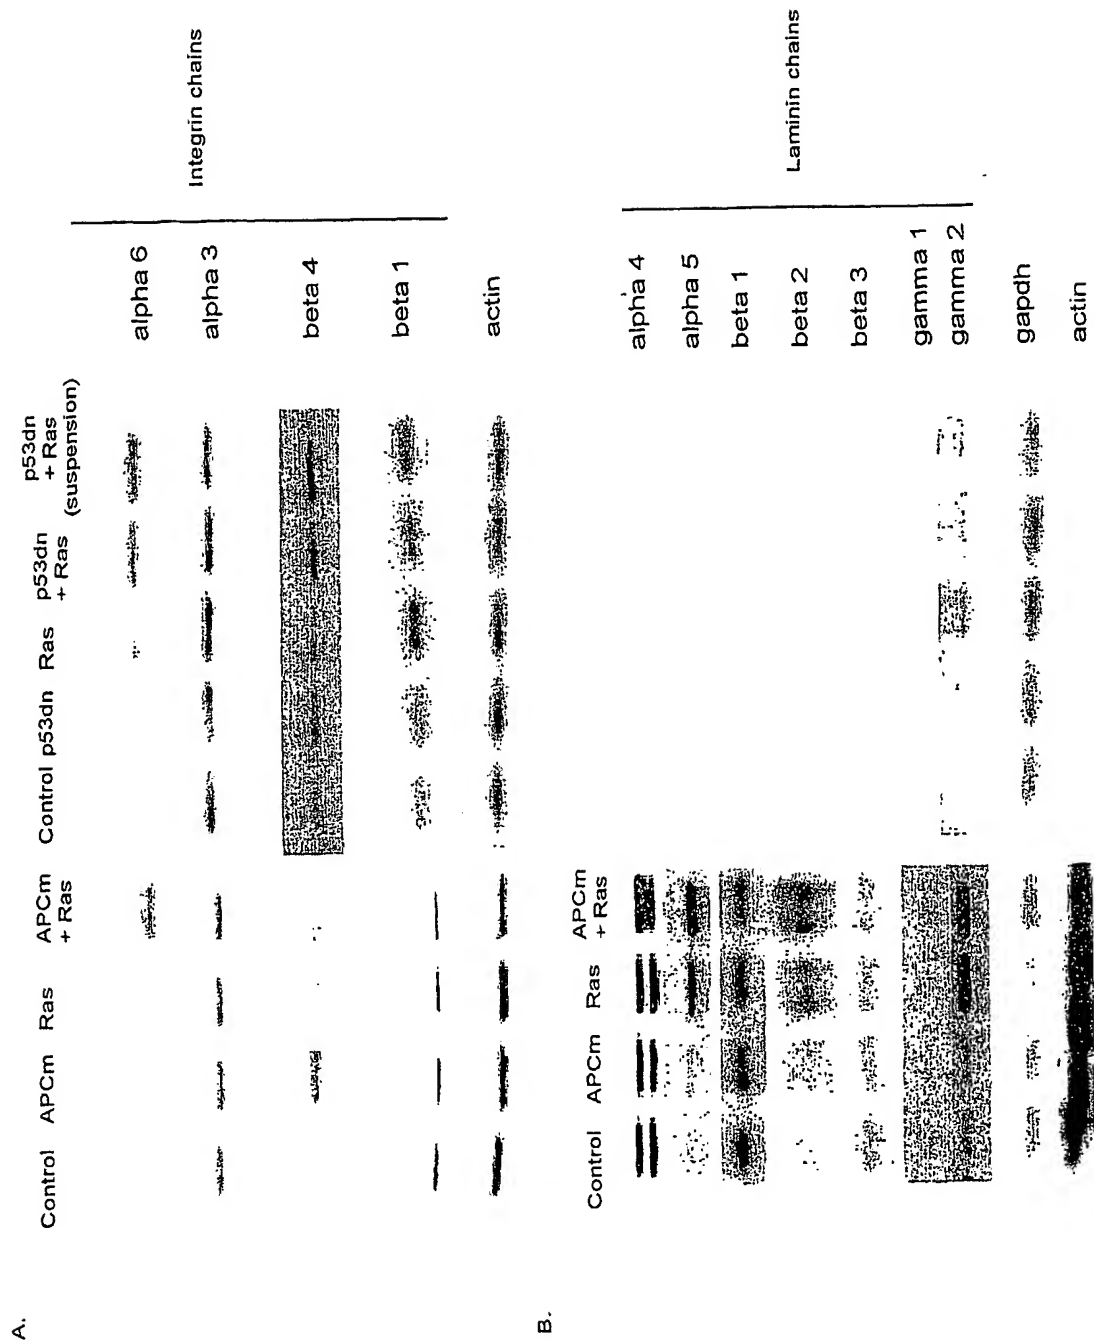 A.
Control APCm Ras APCm
+ Ras
Control p53dn Ras p53dn
+ Ras
p53dn
+ Ras
(suspension)
alpha 6
alpha 3
beta 4
beta 1
actin
Integrin chains
B.
Control APCm Ras APCm
+ Ras
alpha 4
alpha 5
beta 1
beta 2
beta 3
gamma 1
gamma 2
gapdh
actin
Laminin chains